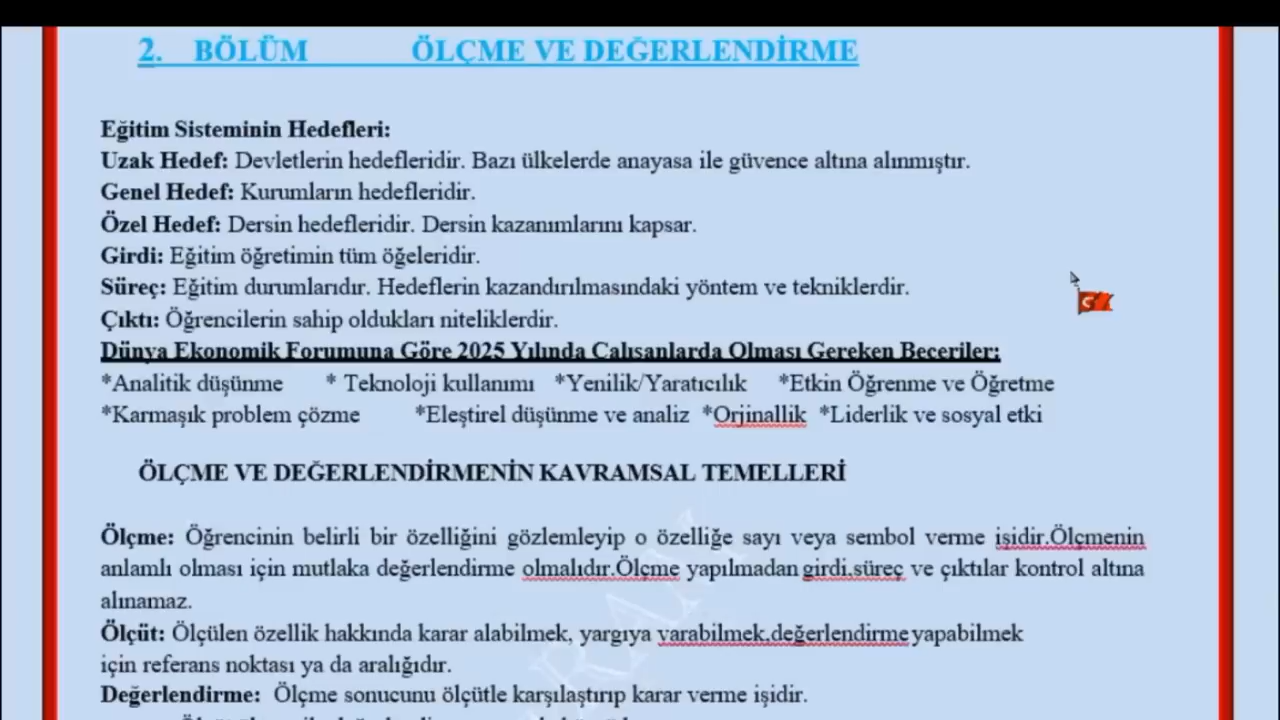 2. BÖLÜM ÖLÇME VE DEĞERLENDİRME
Eğitim Sisteminin Hedefleri:
Uzak Hedef: Devletlerin hedefleridir. Bazı ülkelerde anayasa ile güvence altına alınmıştır.
Genel Hedef: Kurumların hedefleridir.
Özel Hedef: Dersin hedefleridir. Dersin kazanımlarını kapsar.
Girdi: Eğitim öğretimin tüm öğeleridir.
Süreç: Eğitim durumlarıdır. Hedeflerin kazandırılmasındaki yöntem ve tekniklerdir.
Çıktı: Öğrencilerin sahip oldukları niteliklerdir.
Dünya Ekonomik Forumuna Göre 2025 Yılında Çalışanlarda Olması Gereken Beceriler:
*Analitik düşünme * Teknoloji kullanımı *Yenilik/Yaratıcılık *Etkin Öğrenme ve Öğretme
*Karmaşık problem çözme *Eleştirel düşünme ve analiz *Orjinallik *Liderlik ve sosyal etki
ÖLÇME VE DEĞERLENDİRMENİN KAVRAMSAL TEMELLERİ
Ölçme: Öğrencinin belirli bir özelliğini gözlemleyip o özelliğe sayı veya sembol verme işidir.Ölçmenin
anlamlı olması için mutlaka değerlendirme olmalıdır.Ölçme yapılmadan girdi,süreç ve çıktılar kontrol altına
alınamaz.
Ölçüt: Ölçülen özellik hakkında karar alabilmek, yargıya varabilmek,değerlendirme yapabilmek
için referans noktası ya da aralığıdır.
Değerlendirme: Ölçme sonucunu ölçütle karşılaştırıp karar verme işidir.